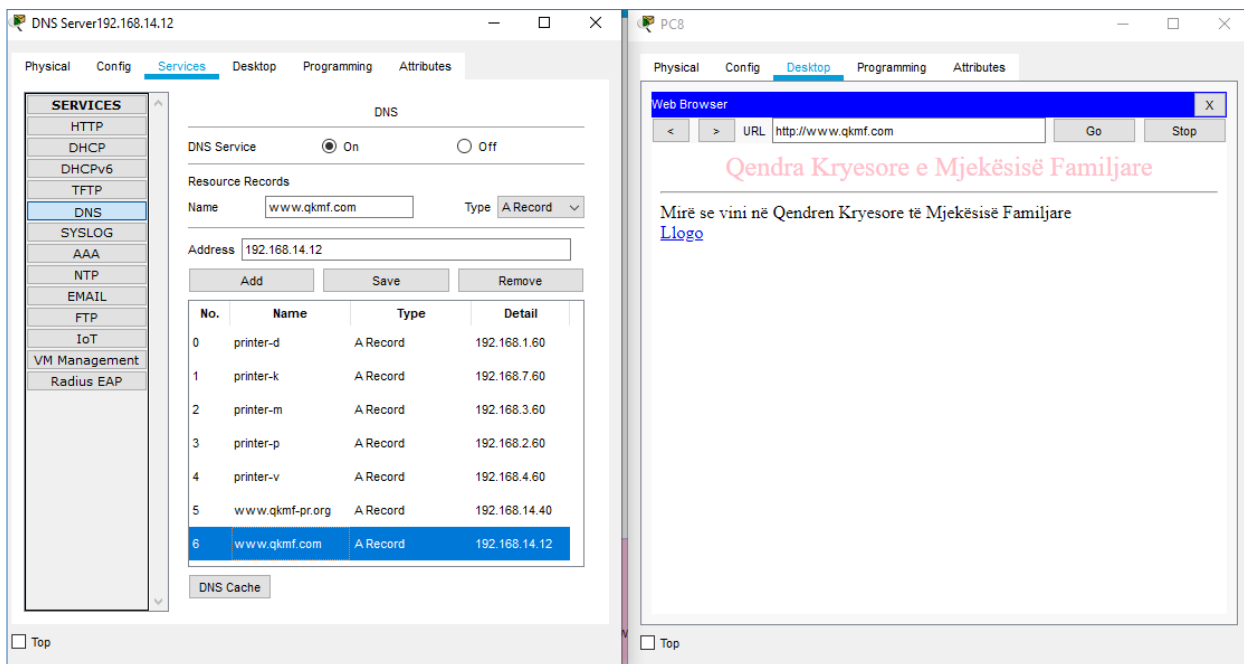 DNS Server192.168.14.12
Physical Config Services Desktop Programming Attributes
SERVICES
HTTP
DHCP
DHCPv6
TFTP
DNS
SYSLOG
AAA
NTP
EMAIL
FTP
IoT
VM Management
Radius EAP
DNS
DNS Service On Off
Resource Records
Name www.qkmf.com Type A Record
Address 192.168.14.12
Add Save Remove
No. Name Type Detail
0 printer-d A Record 192.168.1.60
1 printer-k A Record 192.168.7.60
2 printer-m A Record 192.168.3.60
3 printer-p A Record 192.168.2.60
4 printer-v A Record 192.168.4.60
5 www.qkmf-pr.org A Record 192.168.14.40
6 www.qkmf.com A Record 192.168.14.12
DNS Cache
Top
PC8
Physical Config Desktop Programming Attributes
Web Browser X
< > URL http://www.qkmf.com Go Stop
Qendra Kryesore e Mjekësisë Familjare
Mirë se vini në Qendren Kryesore të Mjekësisë Familjare
Llogo
Top